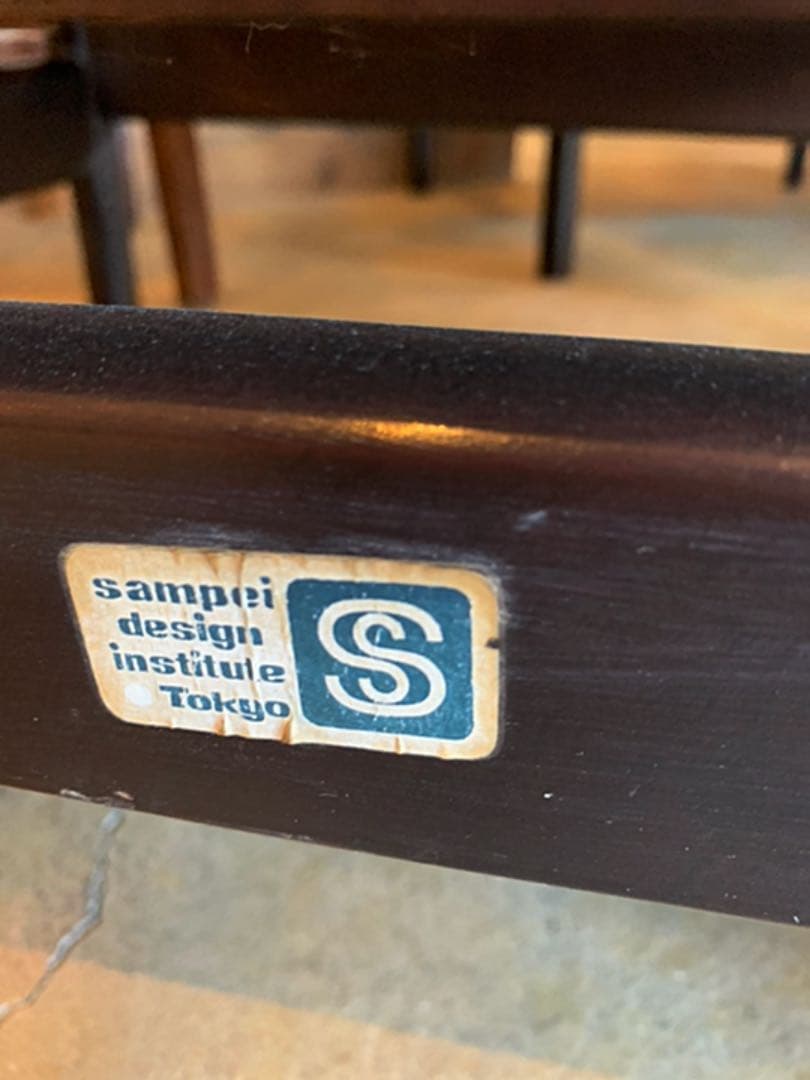 sampei
design
institute
Tokyo
S